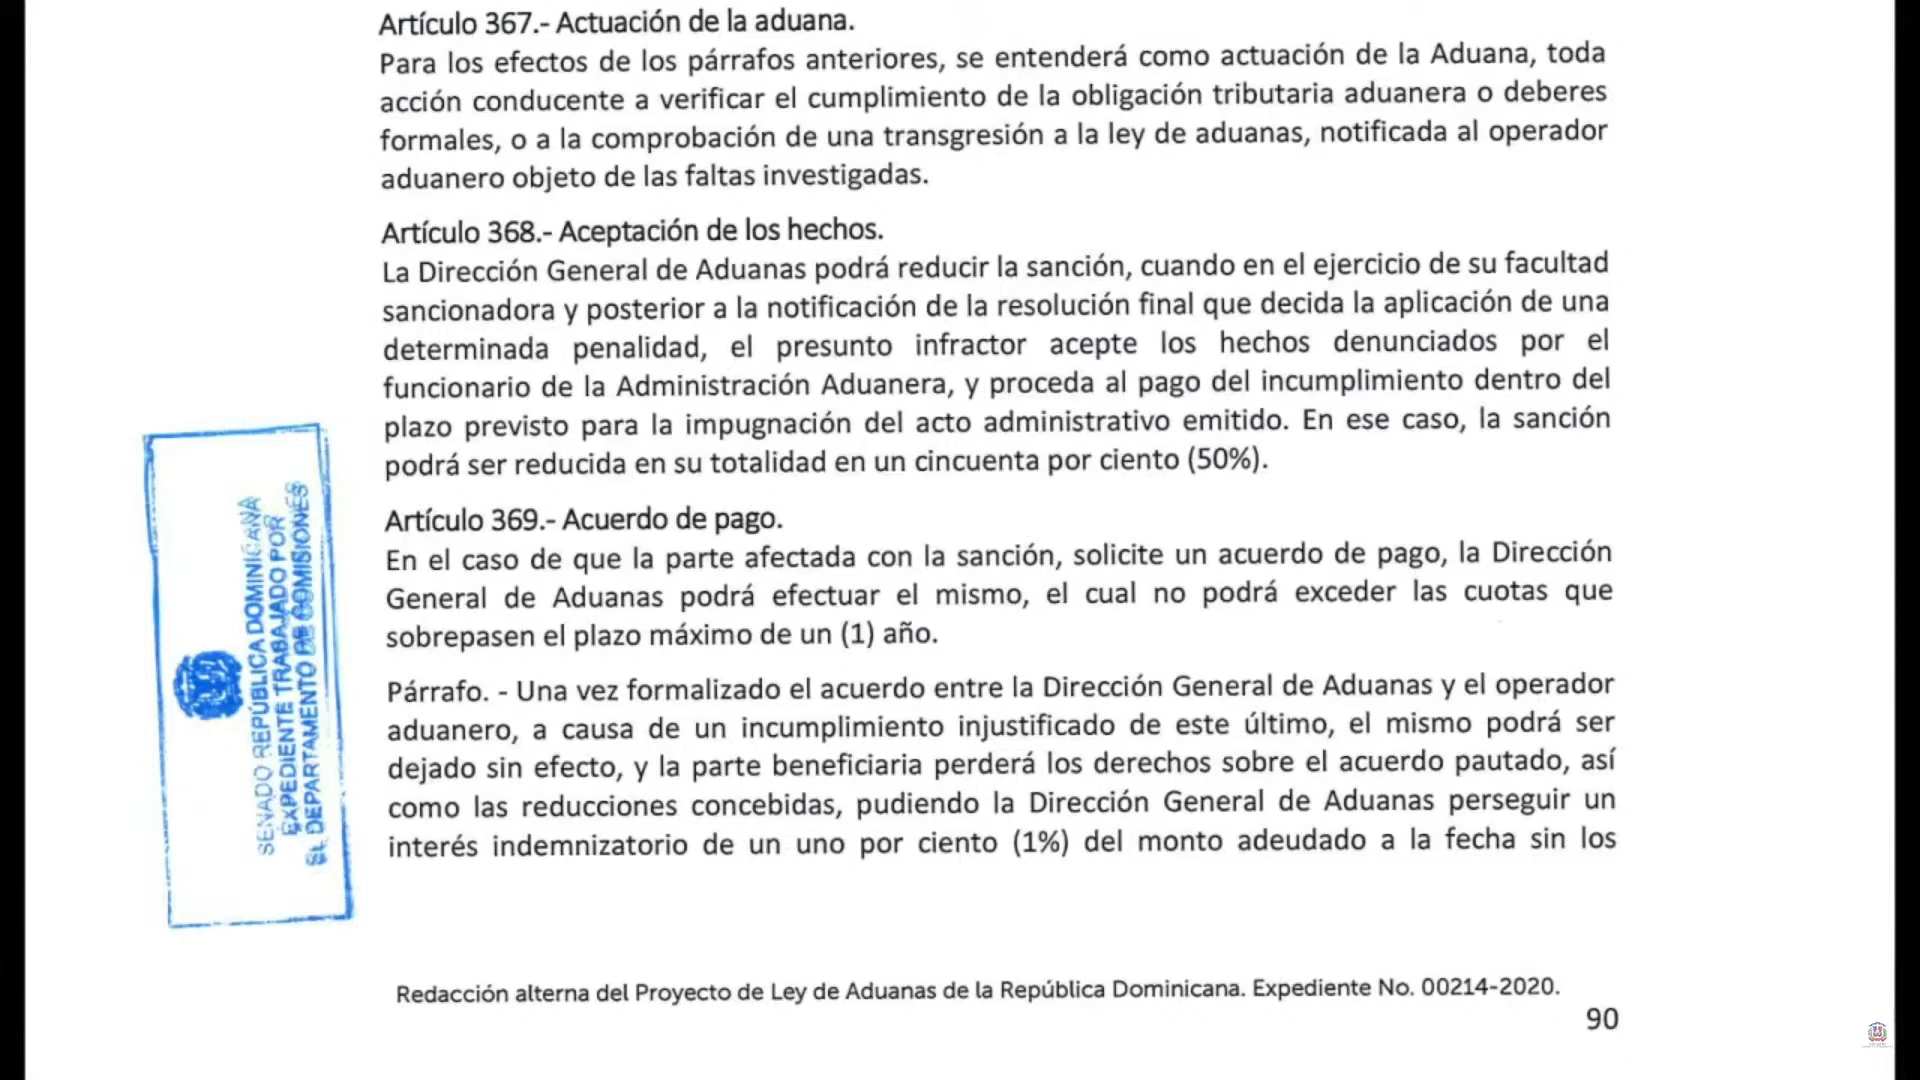 Artículo 367.- Actuación de la aduana.
Para los efectos de los párrafos anteriores, se entenderá como actuación de la Aduana, toda
acción conducente a verificar el cumplimiento de la obligación tributaria aduanera o deberes
formales, o a la comprobación de una transgresión a la ley de aduanas, notificada al operador
aduanero objeto de las faltas investigadas.
Artículo 368.- Aceptación de los hechos.
La Dirección General de Aduanas podrá reducir la sanción, cuando en el ejercicio de su facultad
sancionadora y posterior a la notificación de la resolución final que decida la aplicación de una
determinada penalidad, el presunto infractor acepte los hechos denunciados por el
funcionario de la Administración Aduanera, y proceda al pago del incumplimiento dentro del
plazo previsto para la impugnación del acto administrativo emitido. En ese caso, la sanción
podrá ser reducida en su totalidad en un cincuenta por ciento (50%).
Artículo 369.- Acuerdo de pago.
En el caso de que la parte afectada con la sanción, solicite un acuerdo de pago, la Dirección
General de Aduanas podrá efectuar el mismo, el cual no podrá exceder las cuotas que
sobrepasen el plazo máximo de un (1) año.
Párrafo. - Una vez formalizado el acuerdo entre la Dirección General de Aduanas y el operador
aduanero, a causa de un incumplimiento injustificado de este último, el mismo podrá ser
dejado sin efecto, y la parte beneficiaria perderá los derechos sobre el acuerdo pautado, así
como las reducciones concebidas, pudiendo la Dirección General de Aduanas perseguir un
interés indemnizatorio de un uno por ciento (1%) del monto adeudado a la fecha sin los
SENADO REPÚBLICA DOMINICANA
EXPEDIENTE TRABAJADO POR
EL DEPARTAMENTO DE COMISIONES
Redacción alterna del Proyecto de Ley de Aduanas de la República Dominicana. Expediente No. 00214-2020.
90